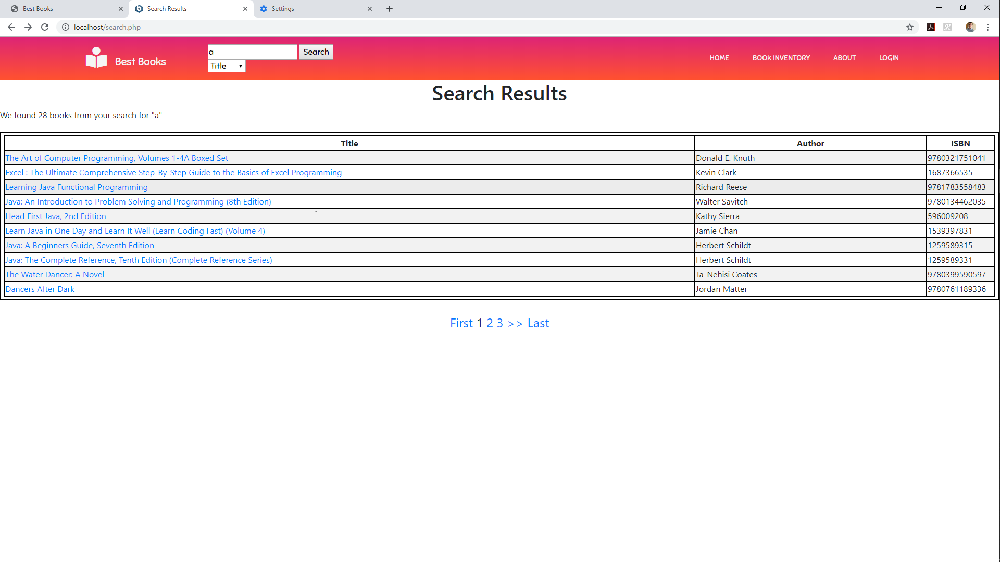 Best Books
Search Results
Settings
localhost/search.php
Best Books
a
Search
Title
HOME BOOK INVENTORY ABOUT LOGIN
Search Results
We found 28 books from your search for "a"
Title Author ISBN
The Art of Computer Programming, Volumes 1-4A Boxed Set Donald E. Knuth 9780321751041
Excel : The Ultimate Comprehensive Step-By-Step Guide to the Basics of Excel Programming Kevin Clark 1687366535
Learning Java Functional Programming Richard Reese 9781783558483
Java: An Introduction to Problem Solving and Programming (8th Edition) Walter Savitch 9780134462035
Head First Java, 2nd Edition Kathy Sierra 596009208
Learn Java in One Day and Learn It Well (Learn Coding Fast) (Volume 4) Jamie Chan 1539397831
Java: A Beginners Guide, Seventh Edition Herbert Schildt 1259589315
Java: The Complete Reference, Tenth Edition (Complete Reference Series) Herbert Schildt 1259589331
The Water Dancer: A Novel Ta-Nehisi Coates 9780399590597
Dancers After Dark Jordan Matter 9780761189336
First 1 2 3 >> Last